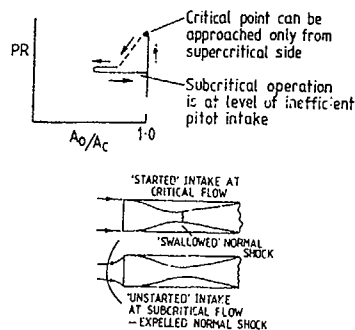 Critical point can be
approached only from
supercritical side
PR
Subcritical operation
is at level of inefficient
pitot intake
A₀/A_C
1·0
'STARTED' INTAKE AT
CRITICAL FLOW
'SWALLOWED' NORMAL
SHOCK
'UNSTARTED' INTAKE
AT SUBCRITICAL FLOW
– EXPELLED NORMAL SHOCK